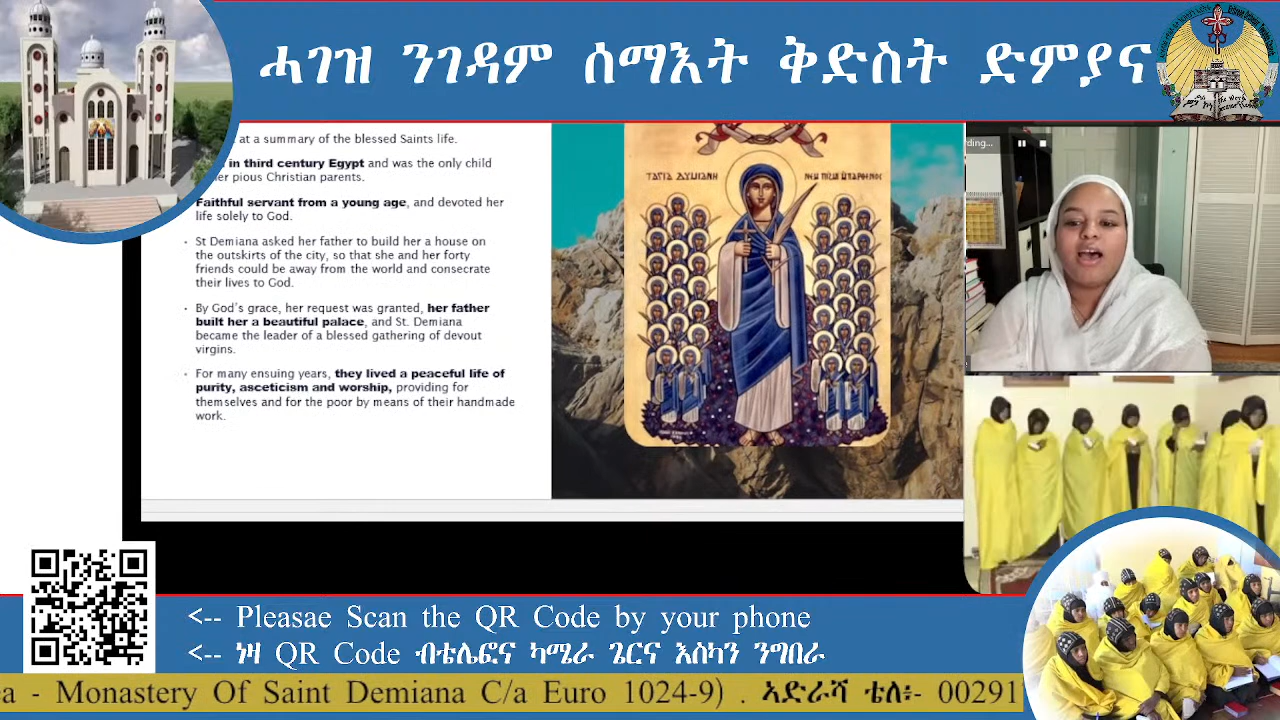 ሓገዝ ንገዳም ሰማእት ቅድስት ድምያና
at a summary of the blessed Saints life.
in third century Egypt and was the only child
pious Christian parents.
Faithful servant from a young age, and devoted her
life solely to God.
• St Demiana asked her father to build her a house on
the outskirts of the city, so that she and her forty
friends could be away from the world and consecrate
their lives to God.
• By God's grace, her request was granted, her father
built her a beautiful palace, and St. Demiana
became the leader of a blessed gathering of devout
virgins.
• For many ensuing years, they lived a peaceful life of
purity, asceticism and worship, providing for
themselves and for the poor by means of their handmade
work.
<-- Pleasae Scan the QR Code by your phone
<-- ነዛ QR Code ብቴሌፎና ካሜራ ጌርና እስካን ንግበራ
- Monastery Of Saint Demiana C/a Euro 1024-9) . ኣድራሻ ቴለ፥- 00291